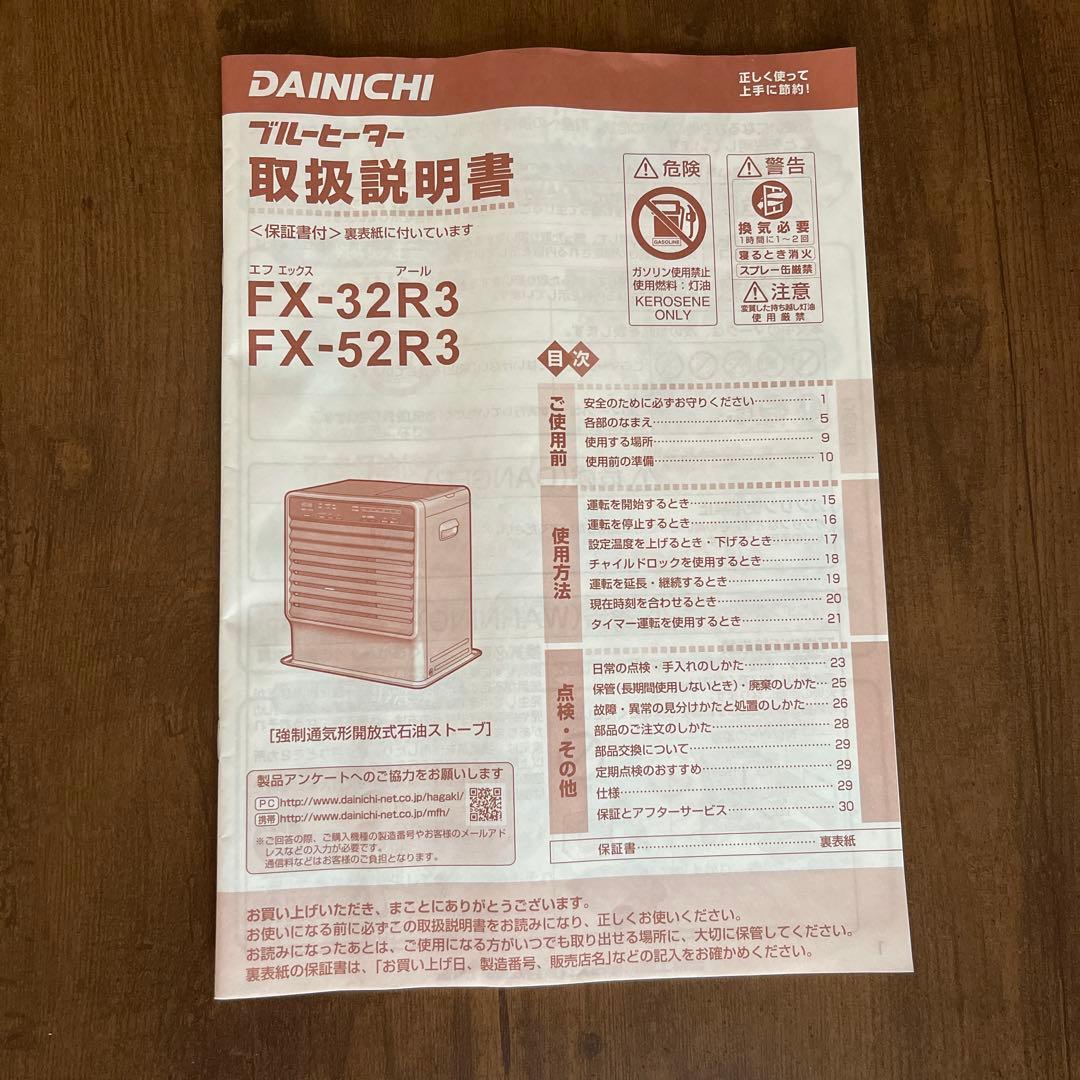 DAINICHI
正しく使って
上手に節約!
ブルーヒーター
取扱説明書
<保証書付>裏表紙に付いています
エフ エックス アール
FX-32R3
FX-52R3
危険
GASOLINE
ガソリン使用禁止
使用燃料:灯油
KEROSENE
ONLY
警告
換気必要
1時間に1~2回
寝るとき消火
スプレー缶厳禁
注意
変質した持ち越し灯油
使用厳禁
目次
ご使用前
安全のために必ずお守りください…………… 1
各部のなまえ…………… 5
使用する場所…………… 9
使用前の準備…………… 10
使用方法
運転を開始するとき…………… 15
運転を停止するとき…………… 16
設定温度を上げるとき・下げるとき…………… 17
チャイルドロックを使用するとき…………… 18
運転を延長・継続するとき…………… 19
現在時刻を合わせるとき…………… 20
タイマー運転を使用するとき…………… 21
点検・その他
日常の点検・手入れのしかた…………… 23
保管(長期間使用しないとき)・廃棄のしかた… 25
故障・異常の見分けかたと処置のしかた…… 26
部品のご注文のしかた…………… 28
部品交換について…………… 29
定期点検のおすすめ…………… 29
仕様…………… 29
保証とアフターサービス…………… 30
保証書…………… 裏表紙
[強制通気形開放式石油ストーブ]
製品アンケートへのご協力をお願いします
PC http://www.dainichi-net.co.jp/hagaki/
携帯 http://www.dainichi-net.co.jp/mfh/
※ご回答の際、ご購入機種の製造番号やお客様のメールアド
レスなどの入力が必要です。
通信料などはお客様のご負担となります。
お買い上げいただき、まことにありがとうございます。
お使いになる前に必ずこの取扱説明書をお読みになり、正しくお使いください。
お読みになったあとは、ご使用になる方がいつでも取り出せる場所に、大切に保管してください。
裏表紙の保証書は、「お買い上げ日、製造番号、販売店名」などの記入をお確かめください。